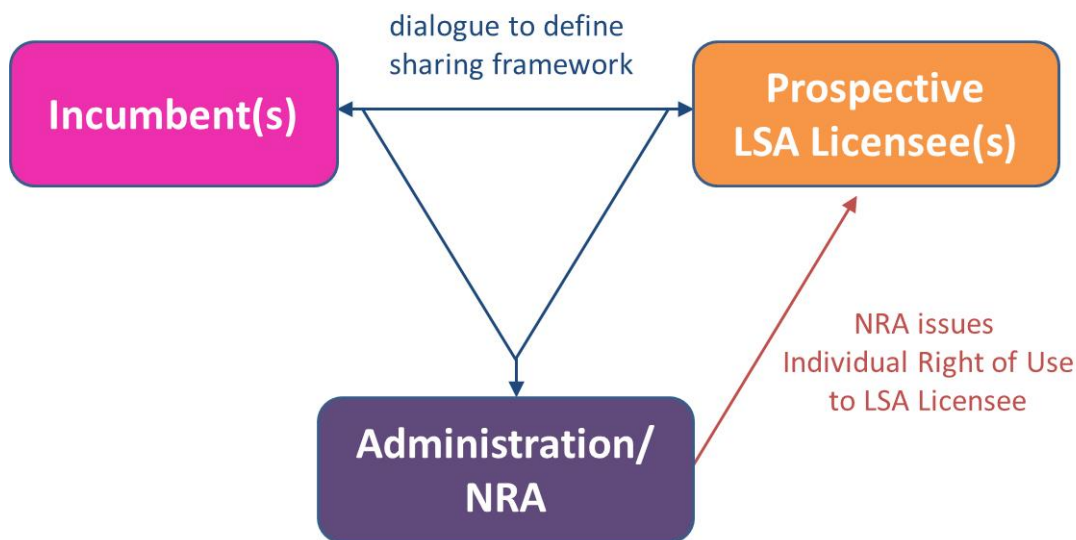 dialogue to define
sharing framework
Incumbent(s)
Prospective
LSA Licensee(s)
NRA issues
Individual Right of Use
to LSA Licensee
Administration/
NRA